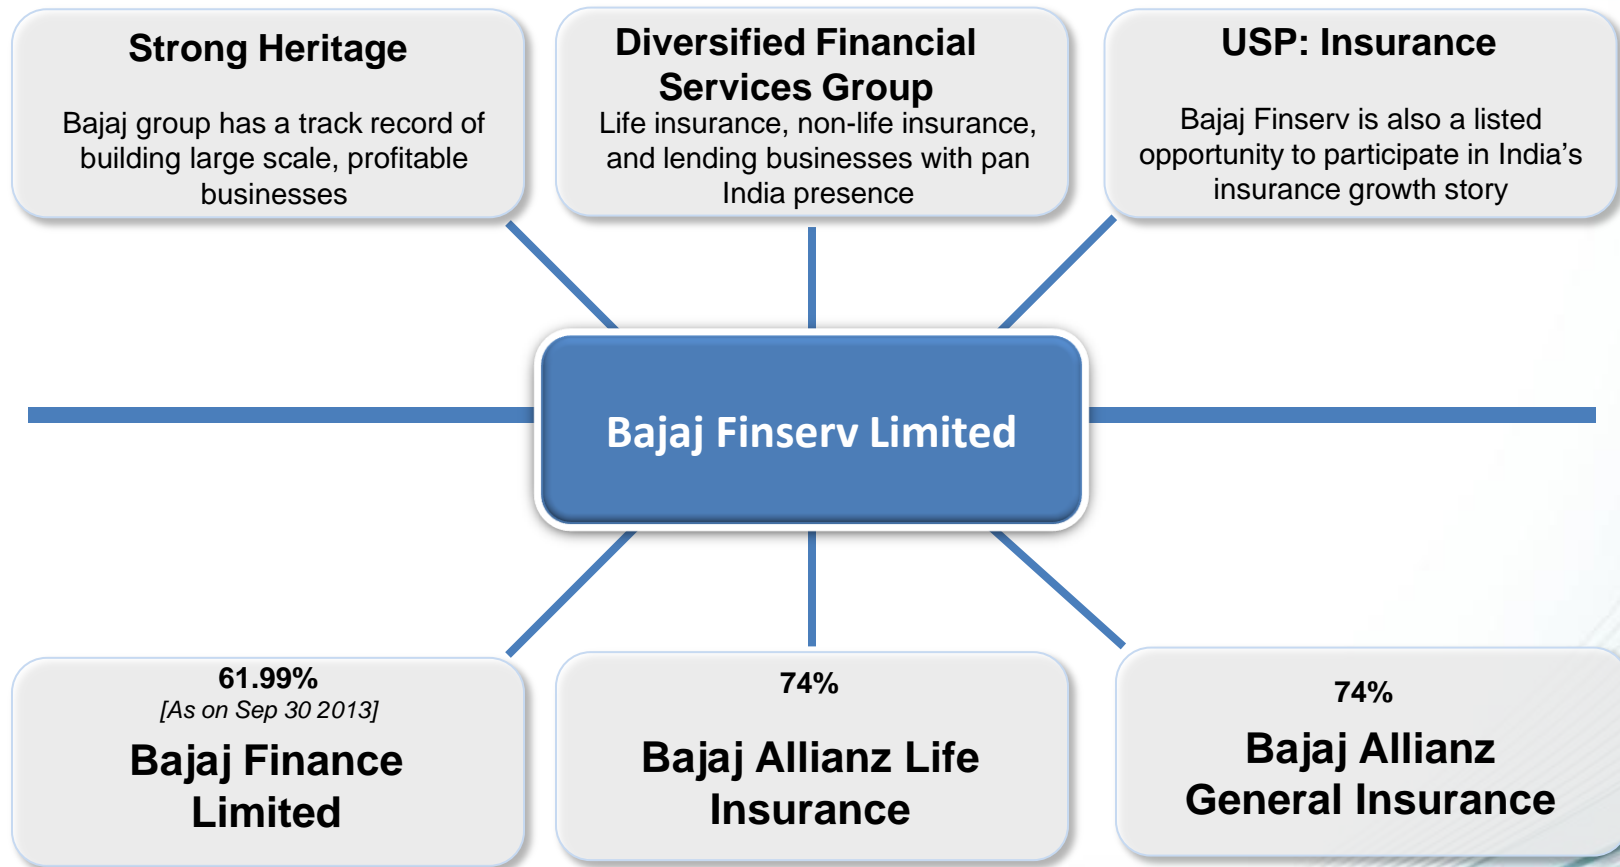 Strong Heritage
Bajaj group has a track record of
building large scale, profitable
businesses
Diversified Financial
Services Group
Life insurance, non-life insurance,
and lending businesses with pan
India presence
USP: Insurance
Bajaj Finserv is also a listed
opportunity to participate in India’s
insurance growth story
Bajaj Finserv Limited
61.99%
[As on Sep 30 2013]
Bajaj Finance
Limited
74%
Bajaj Allianz Life
Insurance
74%
Bajaj Allianz
General Insurance